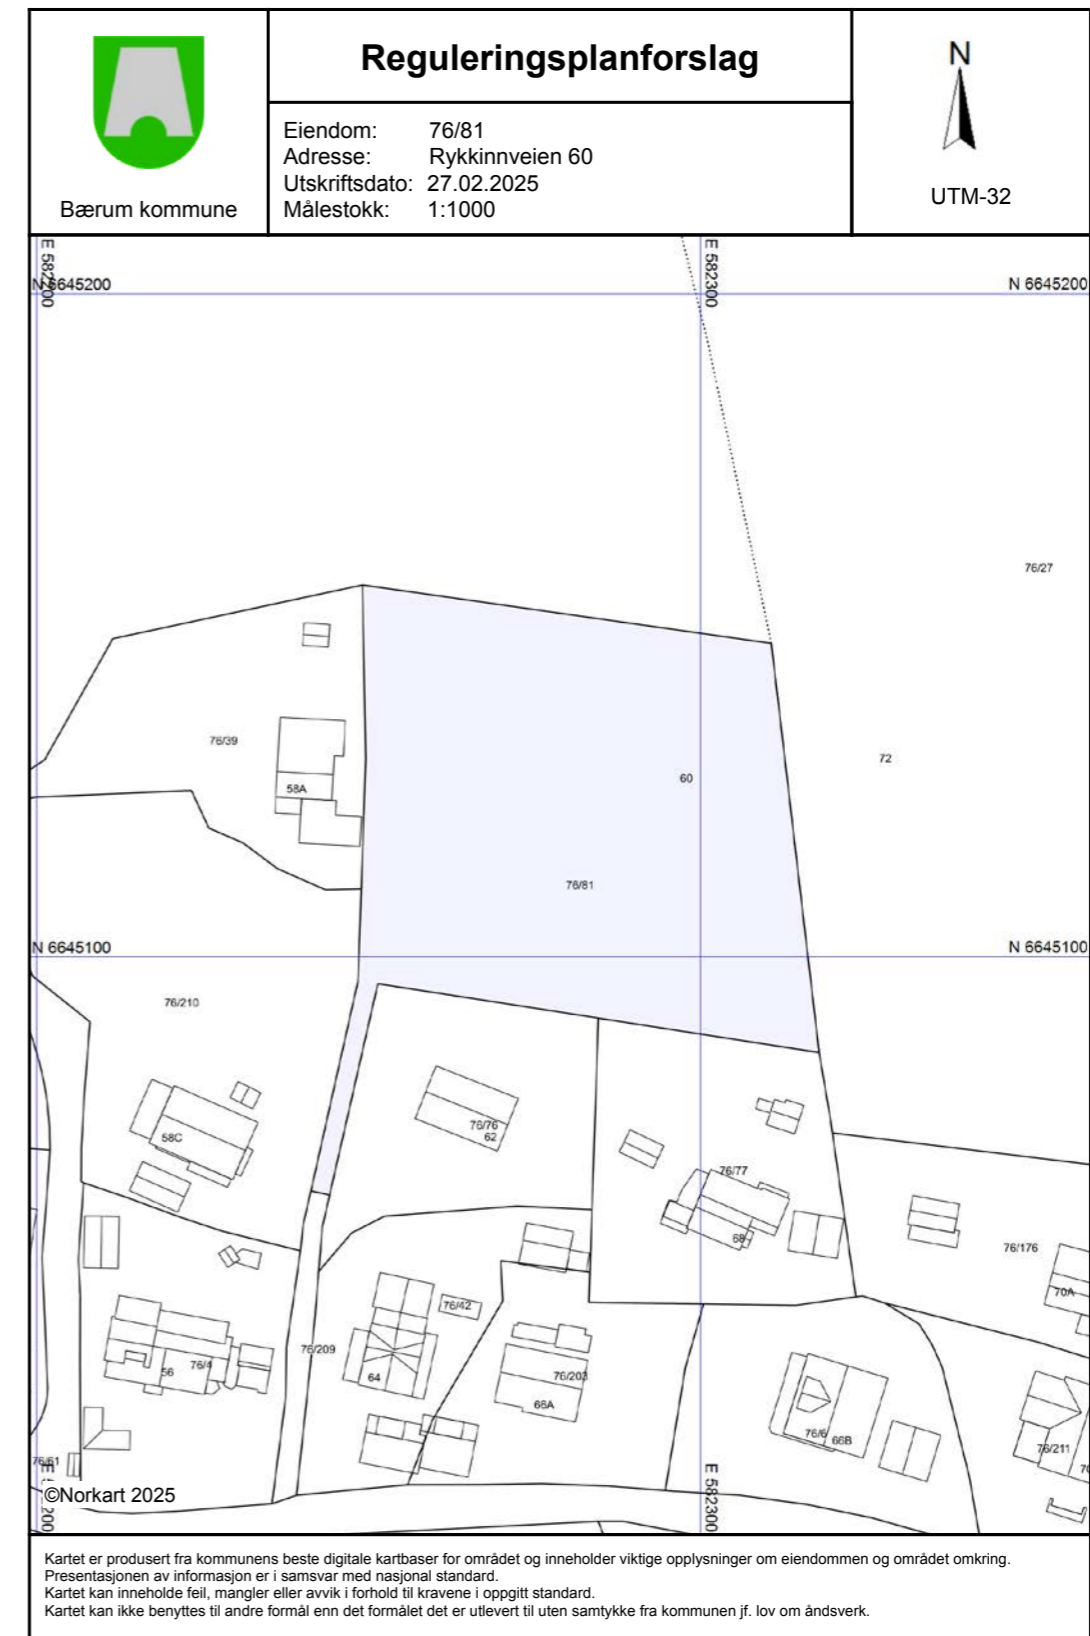 Reguleringsplanforslag
Bærum kommune
Eiendom: 76/81
Adresse: Rykkinnveien 60
Utskriftsdato: 27.02.2025
Målestokk: 1:1000
N
UTM-32
E 582200
E 582300
N 6645200
N 6645200
76/27
76/39
72
60
58A
76/81
N 6645100
N 6645100
76/210
76/76
62
58C
76/77
68
76/176
70A
76/42
76/209
76/4
56
64
76/203
66A
76/6
66B
76/211
70
76/61
E 582300
©Norkart 2025
Kartet er produsert fra kommunens beste digitale kartbaser for området og inneholder viktige opplysninger om eiendommen og området omkring.
Presentasjonen av informasjon er i samsvar med nasjonal standard.
Kartet kan inneholde feil, mangler eller avvik i forhold til kravene i oppgitt standard.
Kartet kan ikke benyttes til andre formål enn det formålet det er utlevert til uten samtykke fra kommunen jf. lov om åndsverk.